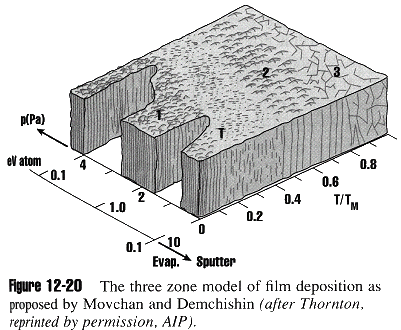 2
3
T
T
p(Pa)
eV atom
4
0.1
2
1.0
0.1
10
0
0.2
0.4
0.6
0.8
T/TM
Evap.
Sputter
Figure 12-20 The three zone model of film deposition as
proposed by Movchan and Demchishin (after Thornton,
reprinted by permission, AIP).